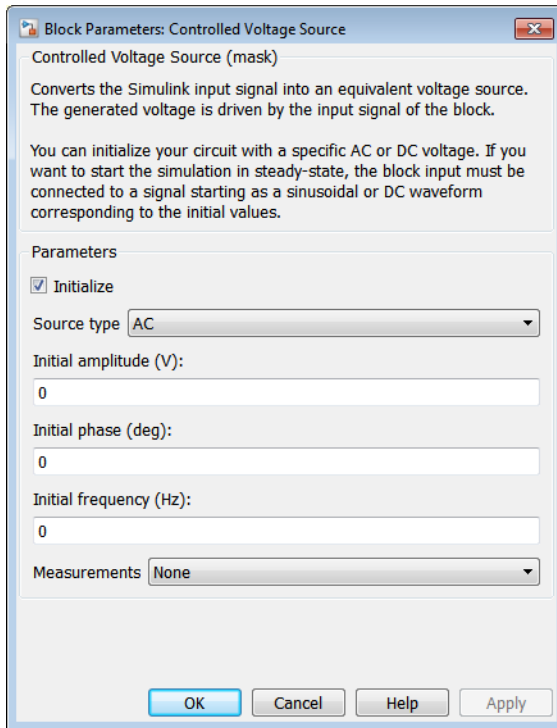 Block Parameters: Controlled Voltage Source
Controlled Voltage Source (mask)
Converts the Simulink input signal into an equivalent voltage source.
The generated voltage is driven by the input signal of the block.
You can initialize your circuit with a specific AC or DC voltage. If you
want to start the simulation in steady-state, the block input must be
connected to a signal starting as a sinusoidal or DC waveform
corresponding to the initial values.
Parameters
Initialize
Source type AC
Initial amplitude (V):
0
Initial phase (deg):
0
Initial frequency (Hz):
0
Measurements None
OK Cancel Help Apply